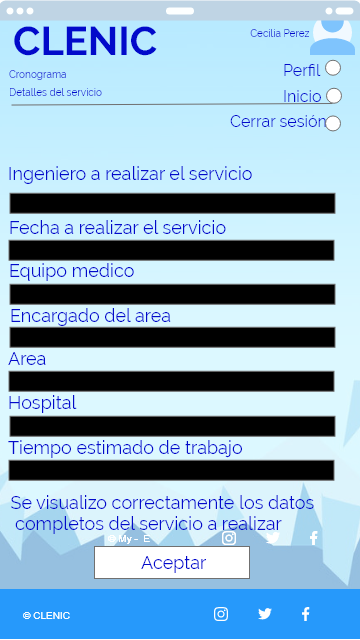 CLENIC
Cecilia Perez
Cronograma
Perfil
Detalles del servicio
Inicio
Cerrar sesión
Ingeniero a realizar el servicio
Fecha a realizar el servicio
Equipo medico
Encargado del area
Area
Hospital
Tiempo estimado de trabajo
Se visualizo correctamente los datos
completos del servicio a realizar
© My - E
Aceptar
© CLENIC